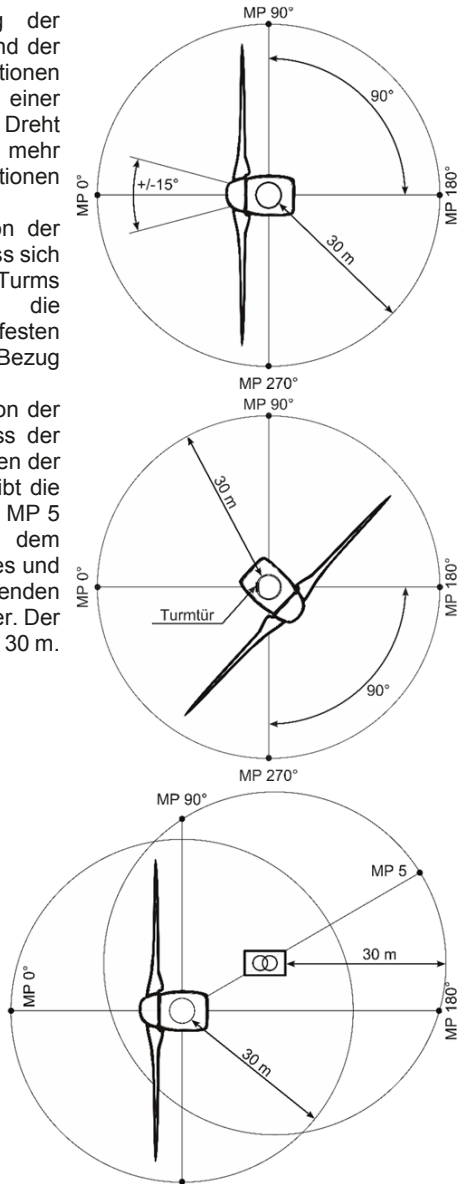 g der
nd der
tionen
einer
Dreht
mehr
tionen
on der
ss sich
Turms
die
festen
Bezug
on der
ss der
en der
ibt die
MP 5
dem
es und
enden
er. Der
30 m.
MP 90°
90°
+/-15°
MP 0°
MP 180°
30 m
MP 270°
MP 90°
30 m
MP 0°
MP 180°
Turmtür
90°
MP 270°
MP 90°
MP 5
30 m
MP 0°
MP 180°
30 m